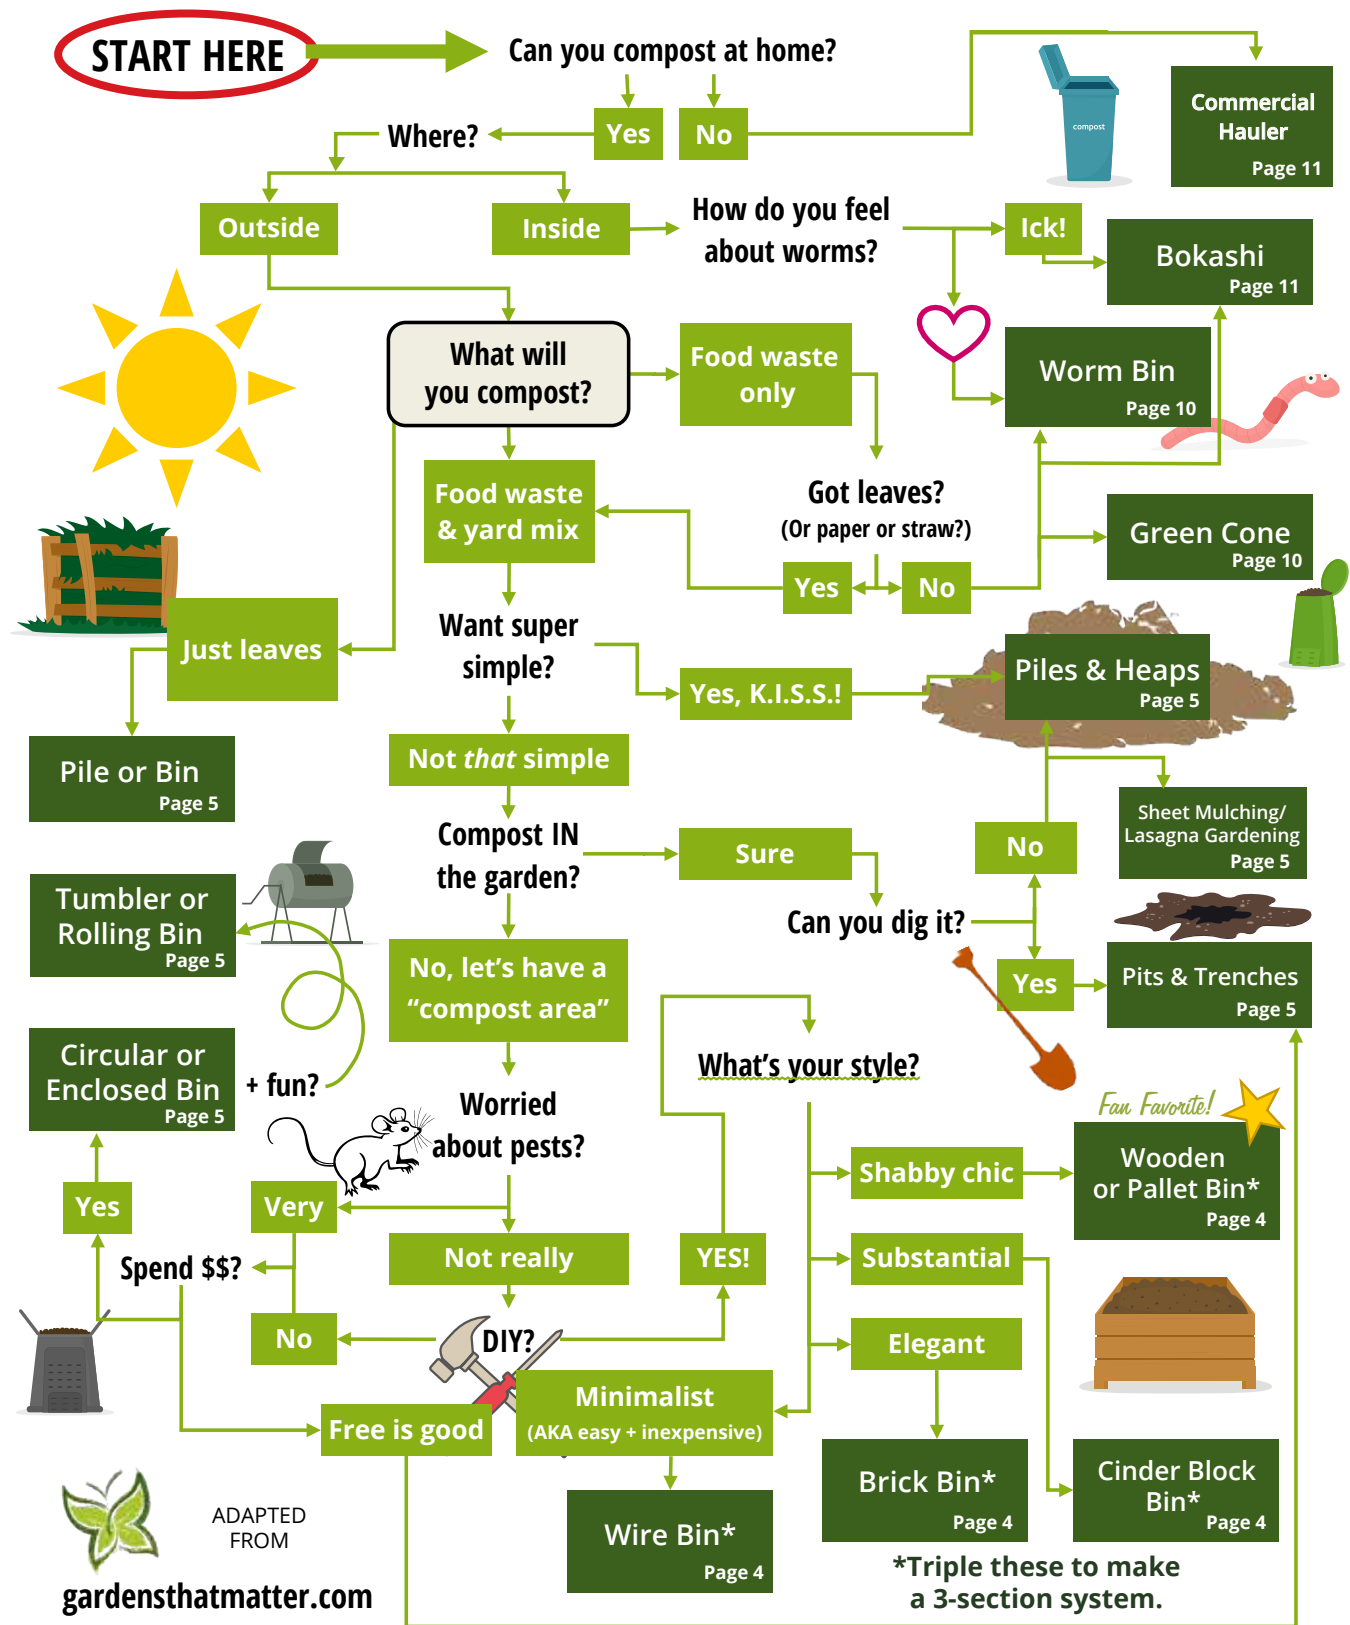 START HERE
Can you compost at home?
compost
Commercial
Hauler
Page 11
Where?
Yes
No
Outside
Inside
How do you feel
about worms?
Ick!
Bokashi
Page 11
What will
you compost?
Food waste
only
Worm Bin
Page 10
Food waste
& yard mix
Got leaves?
(Or paper or straw?)
Green Cone
Page 10
Yes
No
Just leaves
Want super
simple?
Yes, K.I.S.S.!
Piles & Heaps
Page 5
Pile or Bin
Page 5
Not that simple
Sheet Mulching/
Lasagna Gardening
Page 5
Compost IN
the garden?
Sure
No
Tumbler or
Rolling Bin
Page 5
Can you dig it?
No, let’s have a
“compost area”
Yes
Pits & Trenches
Page 5
Circular or
Enclosed Bin
Page 5
+ fun?
What’s your style?
Worried
about pests?
Fan Favorite!
Shabby chic
Wooden
or Pallet Bin*
Page 4
Yes
Very
Not really
YES!
Substantial
Spend $$?
No
DIY?
Elegant
Minimalist
(AKA easy + inexpensive)
Free is good
Brick Bin*
Page 4
Cinder Block
Bin*
Page 4
Wire Bin*
Page 4
ADAPTED
FROM
gardensthatmatter.com
*Triple these to make
a 3-section system.